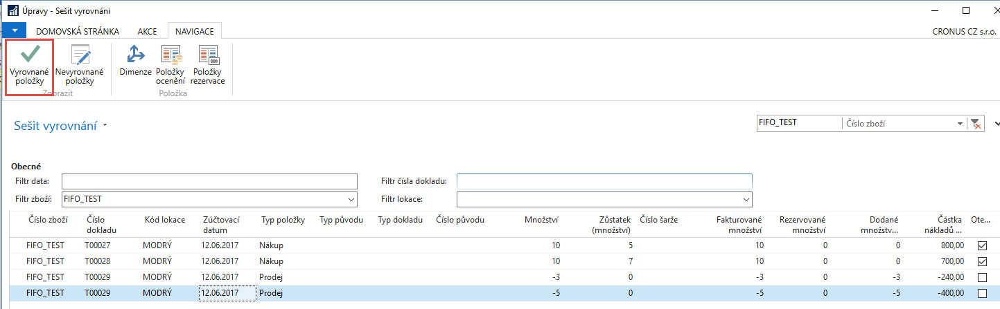 Úpravy - Sešit vyrovnání
DOMOVSKÁ STRÁNKA AKCE NAVIGACE CRONUS CZ s.r.o.
Vyrovnané položky
Nevyrovnané položky
Dimenze
Položky ocenění
Položky rezervace
Zobrazit
Položka
Sešit vyrovnání
FIFO_TEST Číslo zboží
Obecné
Filtr data: Filtr čísla dokladu:
Filtr zboží: FIFO_TEST Filtr lokace:
Číslo zboží Číslo dokladu Kód lokace Zúčtovací datum Typ položky Typ původu Typ dokladu Číslo původu Množství Zůstatek (množství) Číslo šarže Fakturované množství Rezervované množství Dodané množstv... Částka nákladů ... Ote...
FIFO_TEST T00027 MODRÝ 12.06.2017 Nákup 10 5 10 0 0 800,00
FIFO_TEST T00028 MODRÝ 12.06.2017 Nákup 10 7 10 0 0 700,00
FIFO_TEST T00029 MODRÝ 12.06.2017 Prodej -3 0 -3 0 -3 -240,00
FIFO_TEST T00029 MODRÝ 12.06.2017 Prodej -5 0 -5 0 -5 -400,00